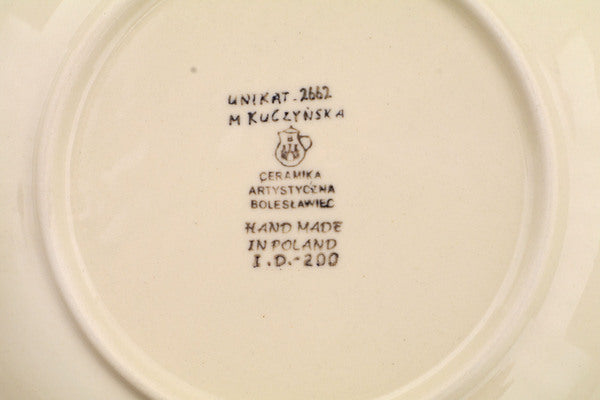 UNIKAT-2662
M KUCZYŃSKA
CERAMIKA
ARTYSTYCZNA
BOLESŁAWIEC
HAND MADE
IN POLAND
I.D.-200